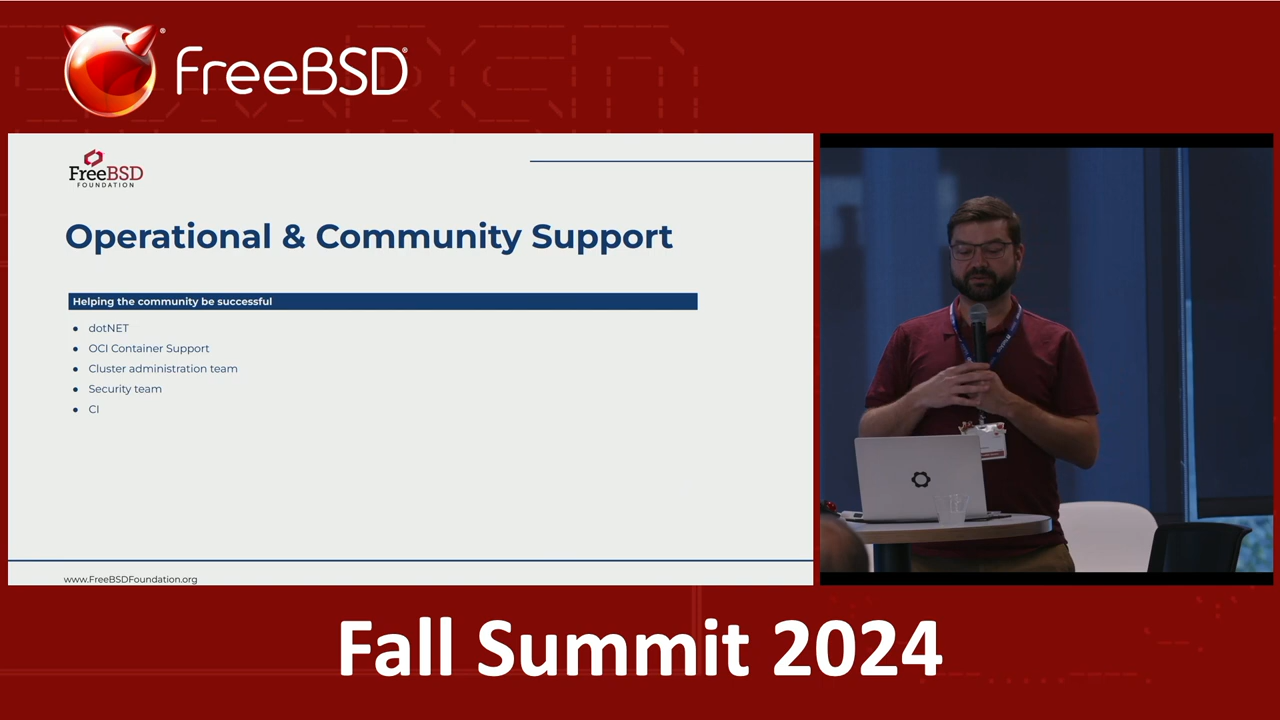 FreeBSD®
FreeBSD
FOUNDATION
Operational & Community Support
Helping the community be successful
● dotNET
● OCI Container Support
● Cluster administration team
● Security team
● CI
www.FreeBSDFoundation.org
Fall Summit 2024